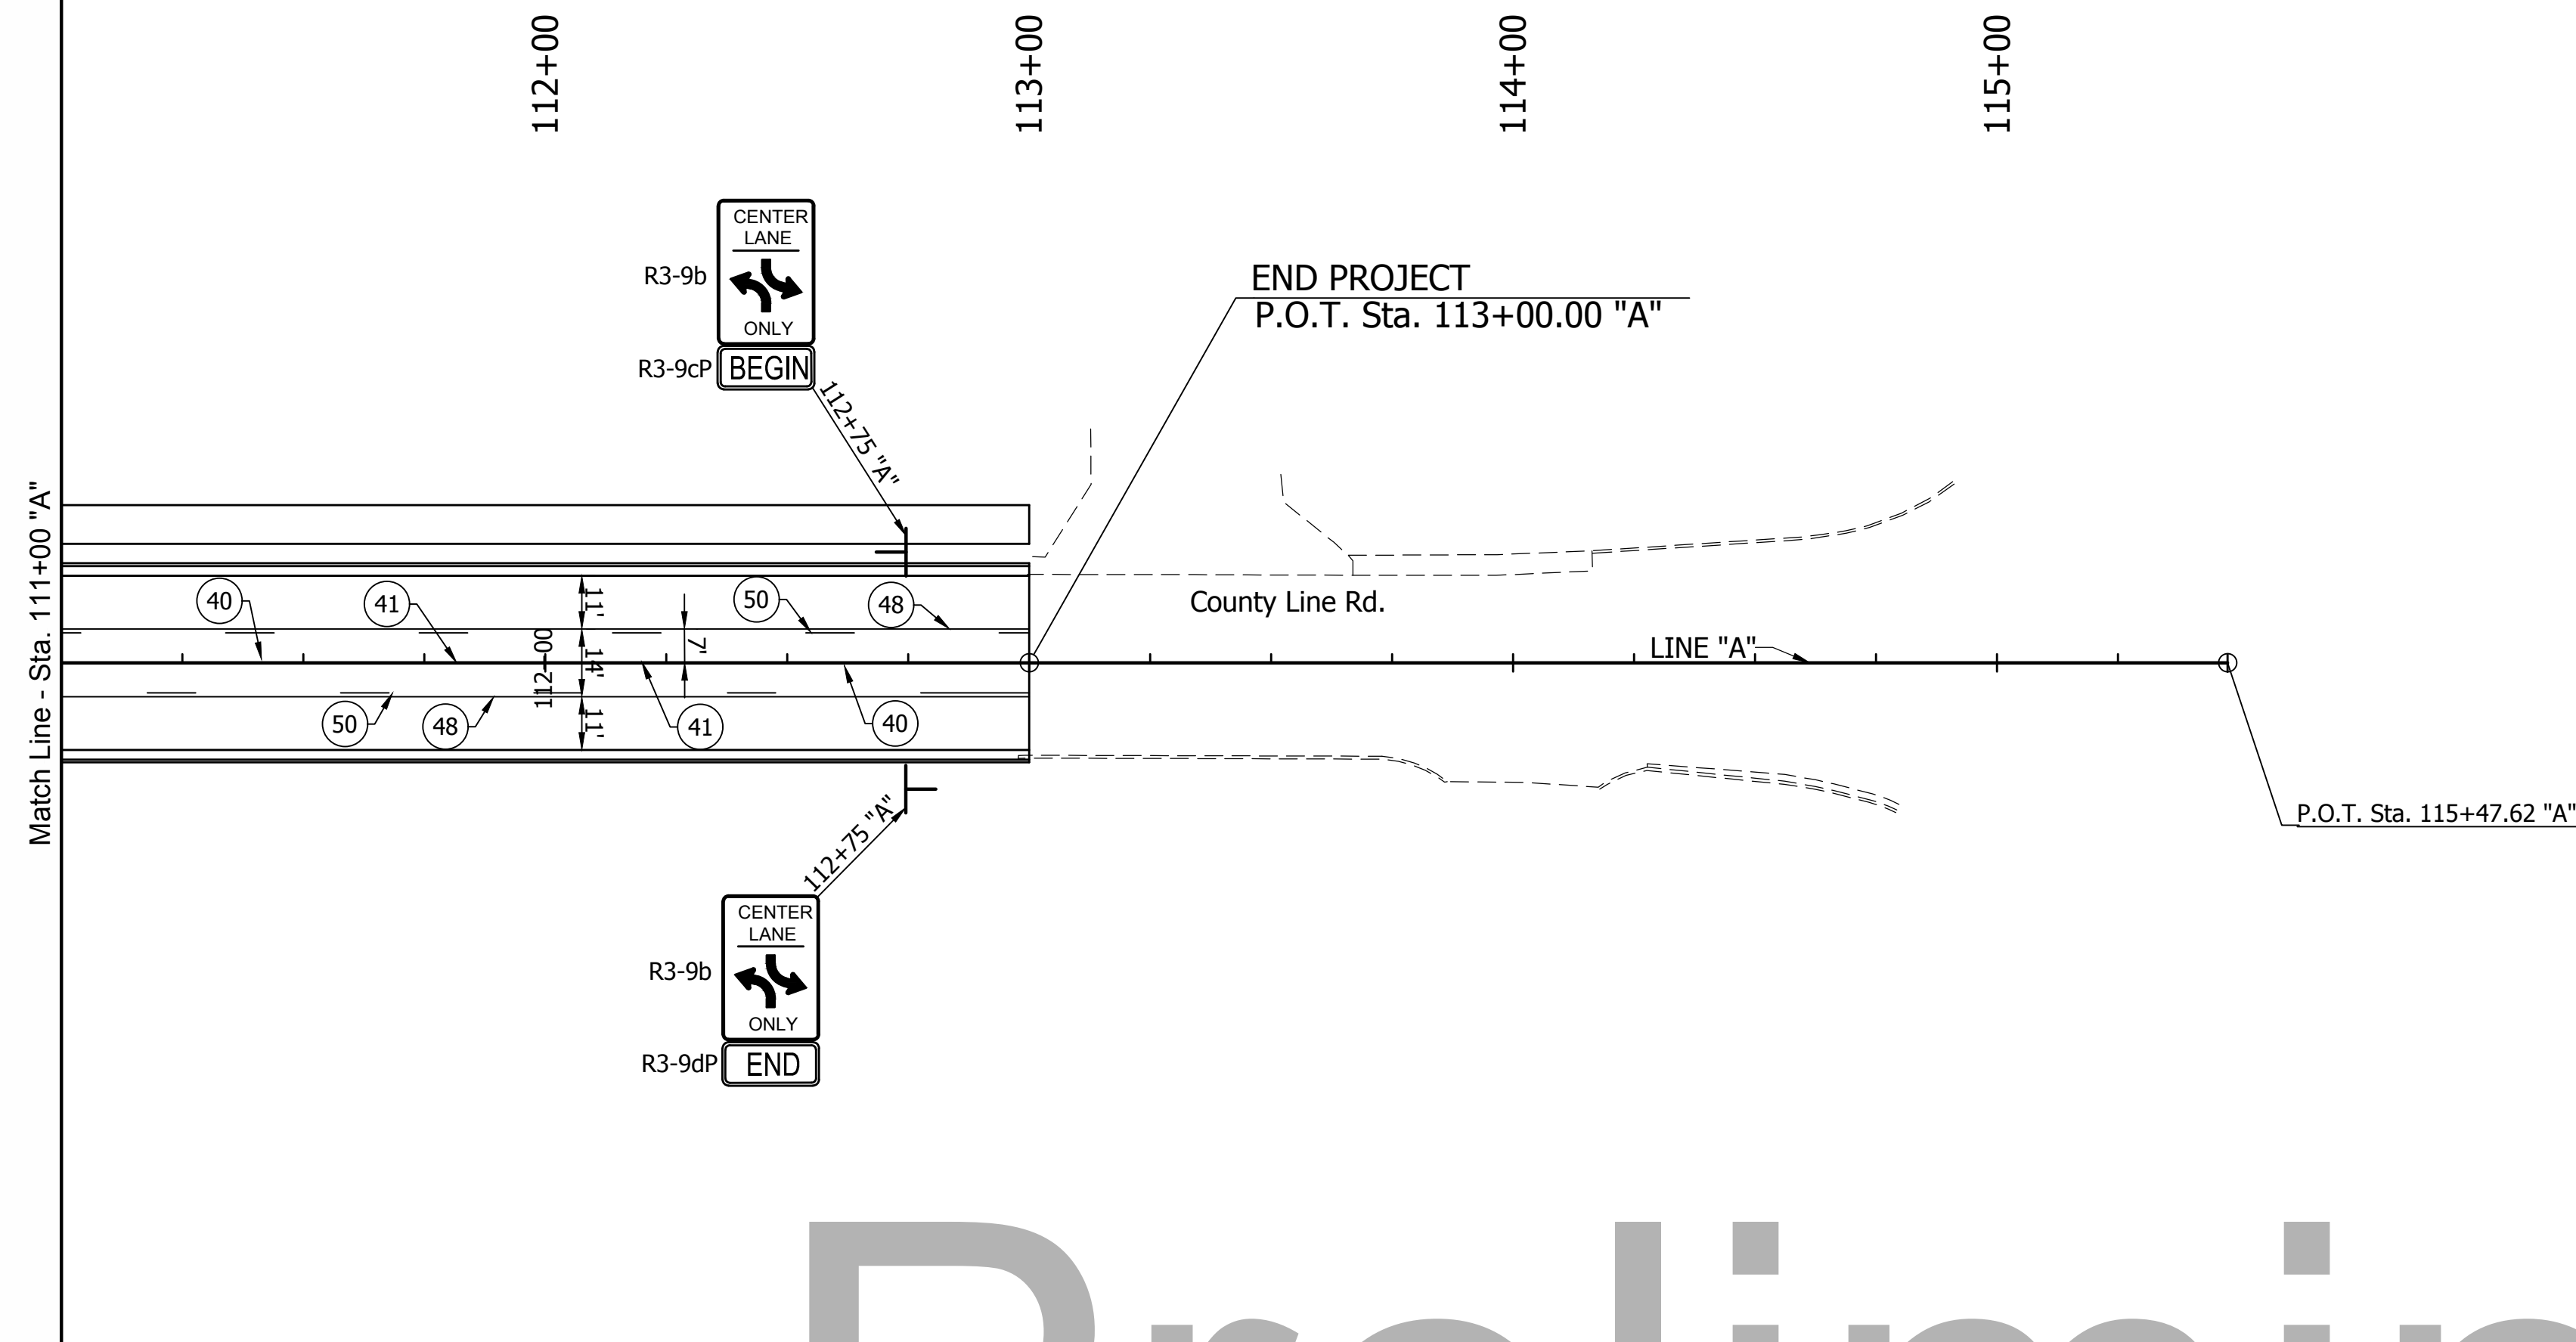 112+00
113+00
114+00
115+00
CENTER
LANE
ONLY
R3-9b
BEGIN
R3-9cP
112+75 "A"
END PROJECT
P.O.T. Sta. 113+00.00 "A"
Match Line - Sta. 111+00 "A"
40
41
50
48
11'
14'
11'
7'
112+00
County Line Rd.
LINE "A"
50
48
41
40
P.O.T. Sta. 115+47.62 "A"
112+75 "A"
CENTER
LANE
ONLY
R3-9b
END
R3-9dP